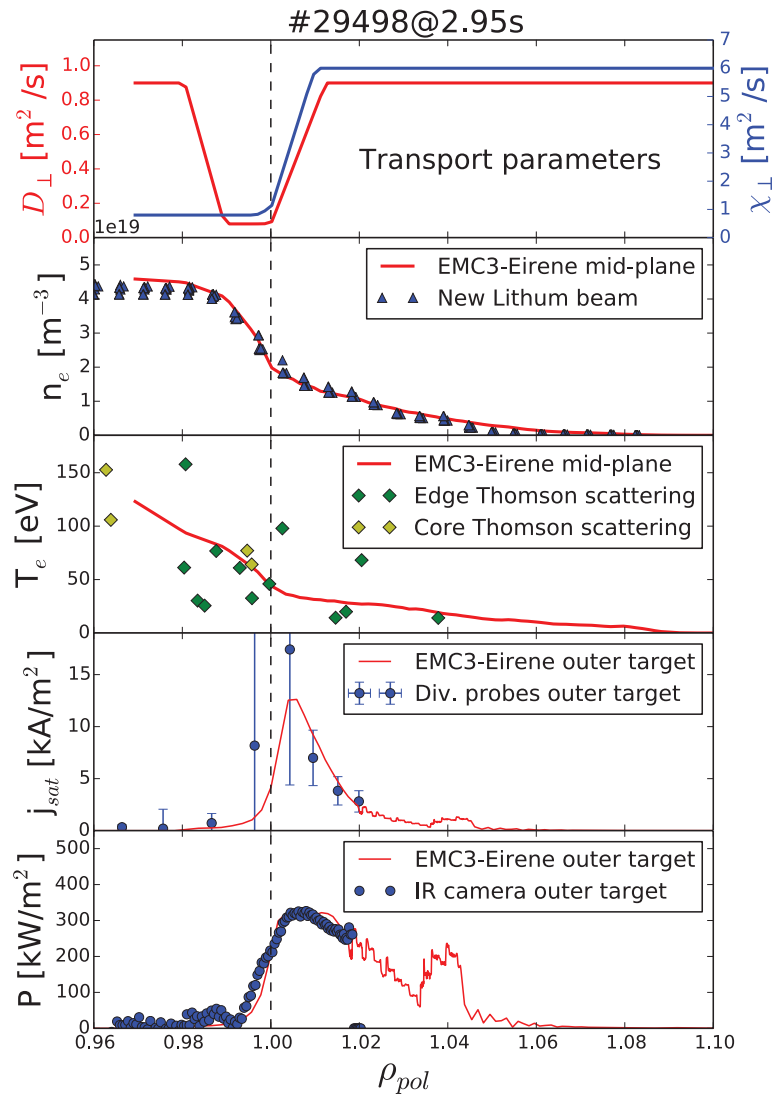 #29498@2.95s
D⊥ [m² /s]
1.0
0.8
0.6
0.4
0.2
0.0
Transport parameters
7
6
5
4
3
2
1
0
χ⊥ [m² /s]
1e19
n_e [m⁻³]
5
4
3
2
1
0
EMC3-Eirene mid-plane
New Lithum beam
T_e [eV]
150
100
50
0
EMC3-Eirene mid-plane
Edge Thomson scattering
Core Thomson scattering
j_sat [kA/m²]
15
10
5
0
EMC3-Eirene outer target
Div. probes outer target
P [kW/m²]
500
400
300
200
100
0
EMC3-Eirene outer target
IR camera outer target
0.96 0.98 1.00 1.02 1.04 1.06 1.08 1.10
ρ_pol